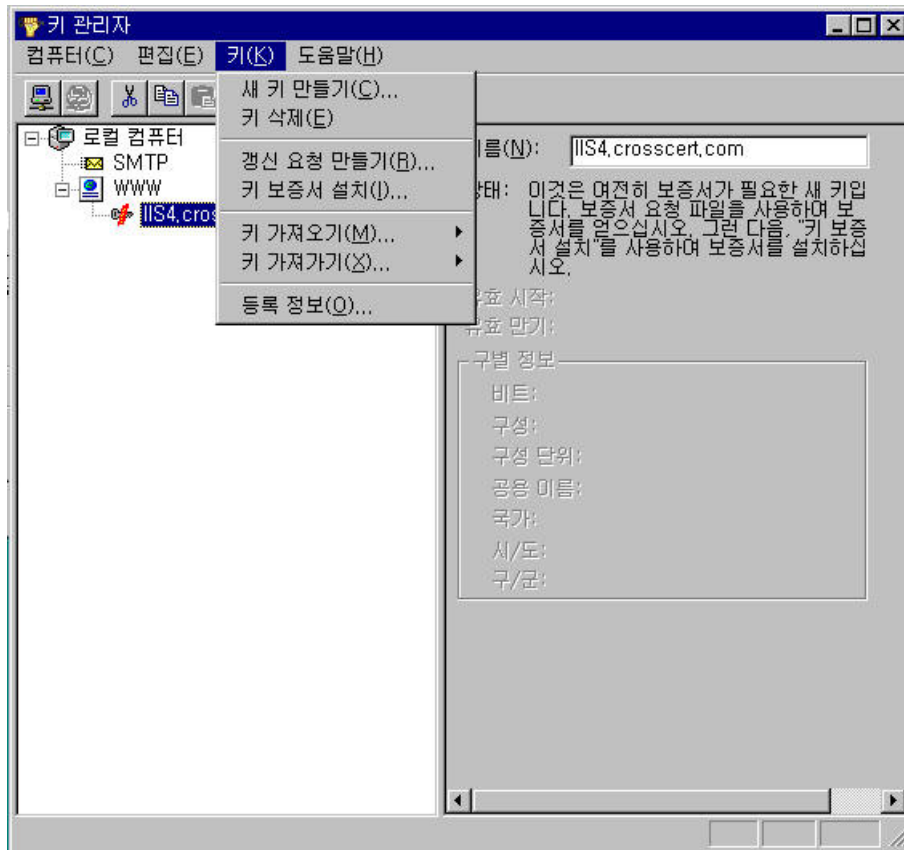 키 관리자
컴퓨터(C) 편집(E) 키(K) 도움말(H)
새 키 만들기(C)...
키 삭제(E)
갱신 요청 만들기(R)...
키 보증서 설치(I)...
키 가져오기(M)...
키 가져가기(X)...
등록 정보(O)...
로컬 컴퓨터
SMTP
WWW
IIS4.cros
이름(N): IIS4.crosscert.com
상태: 이것은 여전히 보증서가 필요한 새 키입
니다. 보증서 요청 파일을 사용하여 보
증서를 얻으십시오. 그런 다음, "키 보증
서 설치"를 사용하여 보증서를 설치하십
시오.
유효 시작:
유효 만기:
구별 정보
비트:
구성:
구성 단위:
공용 이름:
국가:
시/도:
구/군: